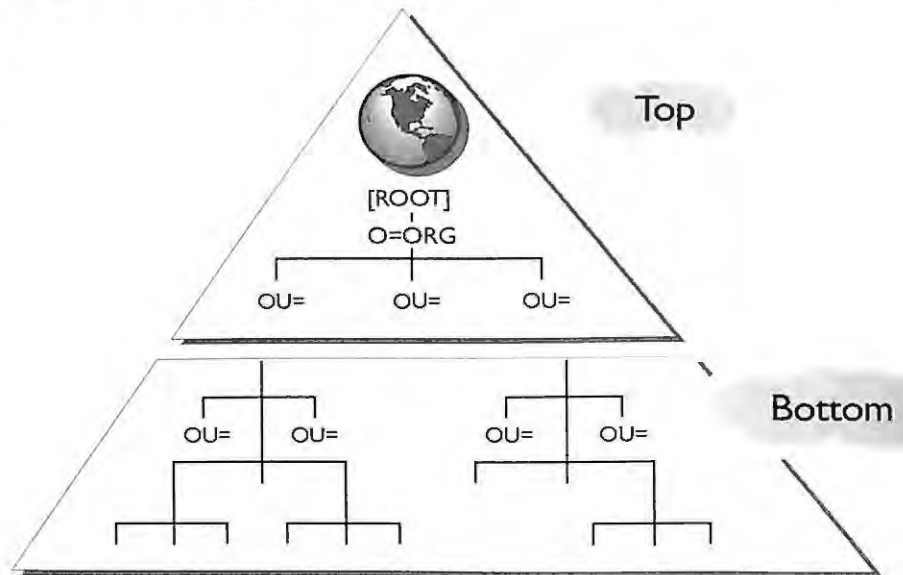 Top
[ROOT]
O=ORG
OU= OU= OU=
Bottom
OU= OU= OU= OU=